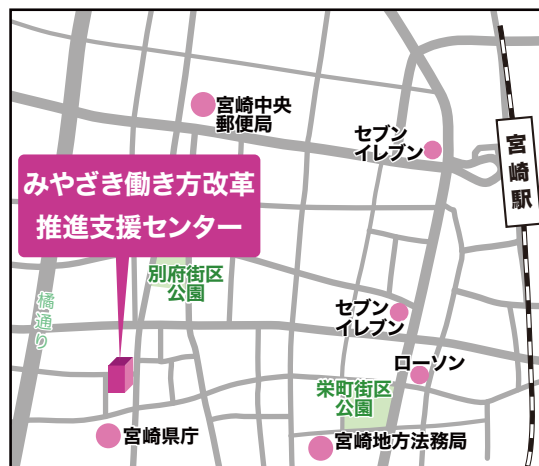 宮崎中央
郵便局
セブン
イレブン
宮崎駅
みやざき働き方改革
推進支援センター
別府街区
公園
橘通り
セブン
イレブン
ローソン
栄町街区
公園
宮崎県庁
宮崎地方法務局